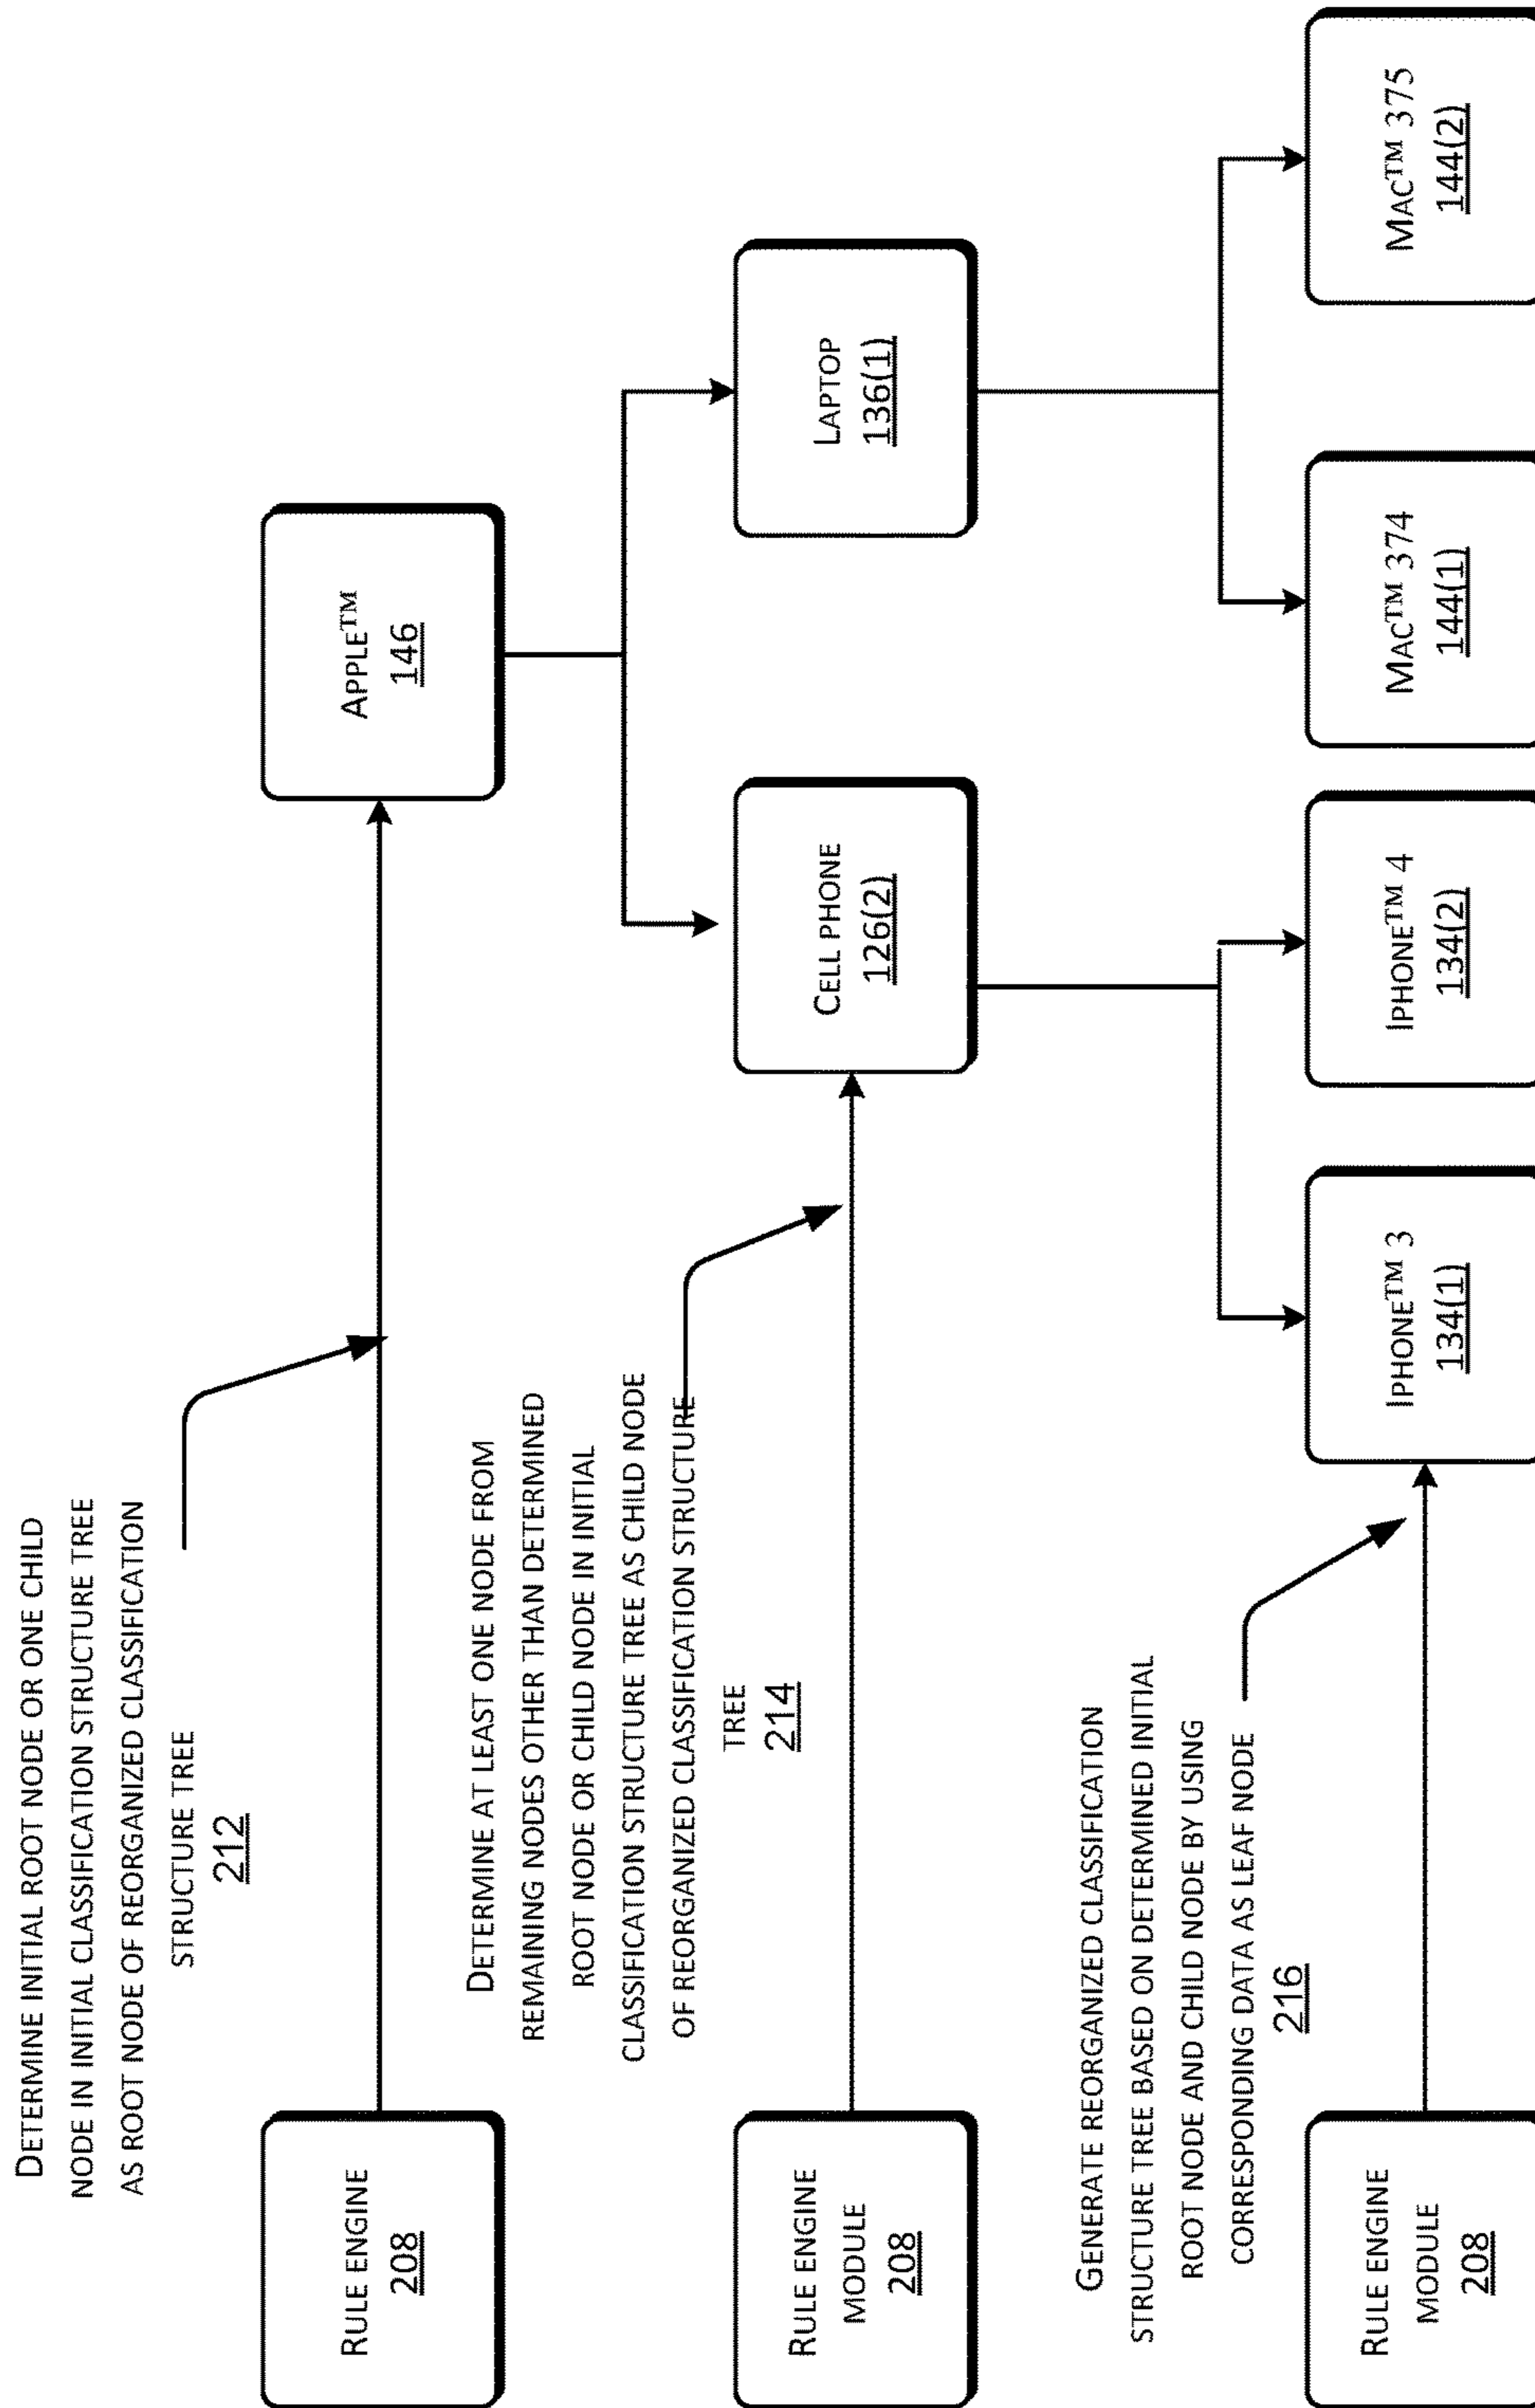 DETERMINE INITIAL ROOT NODE OR ONE CHILD
NODE IN INITIAL CLASSIFICATION STRUCTURE TREE
AS ROOT NODE OF REORGANIZED CLASSIFICATION
STRUCTURE TREE
212
RULE ENGINE
208
APPLE™
146
DETERMINE AT LEAST ONE NODE FROM
REMAINING NODES OTHER THAN DETERMINED
ROOT NODE OR CHILD NODE IN INITIAL
CLASSIFICATION STRUCTURE TREE AS CHILD NODE
OF REORGANIZED CLASSIFICATION STRUCTURE
TREE
214
RULE ENGINE
MODULE
208
CELL PHONE
126(2)
LAPTOP
136(1)
GENERATE REORGANIZED CLASSIFICATION
STRUCTURE TREE BASED ON DETERMINED INITIAL
ROOT NODE AND CHILD NODE BY USING
CORRESPONDING DATA AS LEAF NODE
216
RULE ENGINE
MODULE
208
IPHONE™ 3
134(1)
IPHONE™ 4
134(2)
MAC™ 374
144(1)
MAC™ 375
144(2)